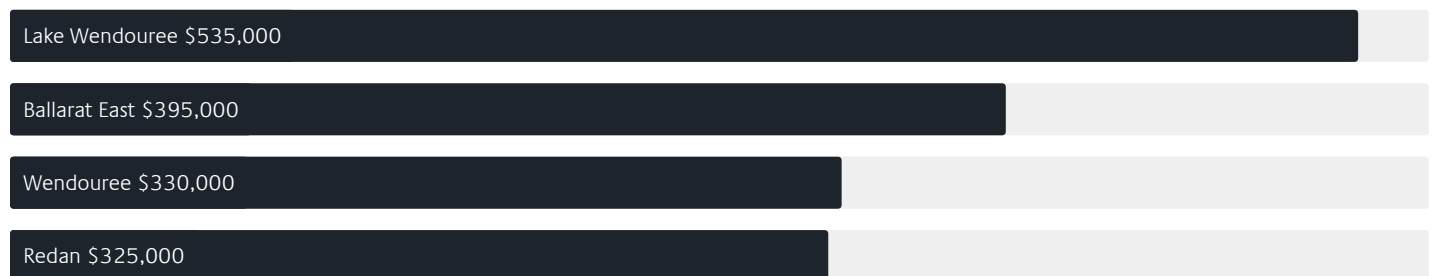 Lake Wendouree $535,000
Ballarat East $395,000
Wendouree $330,000
Redan $325,000